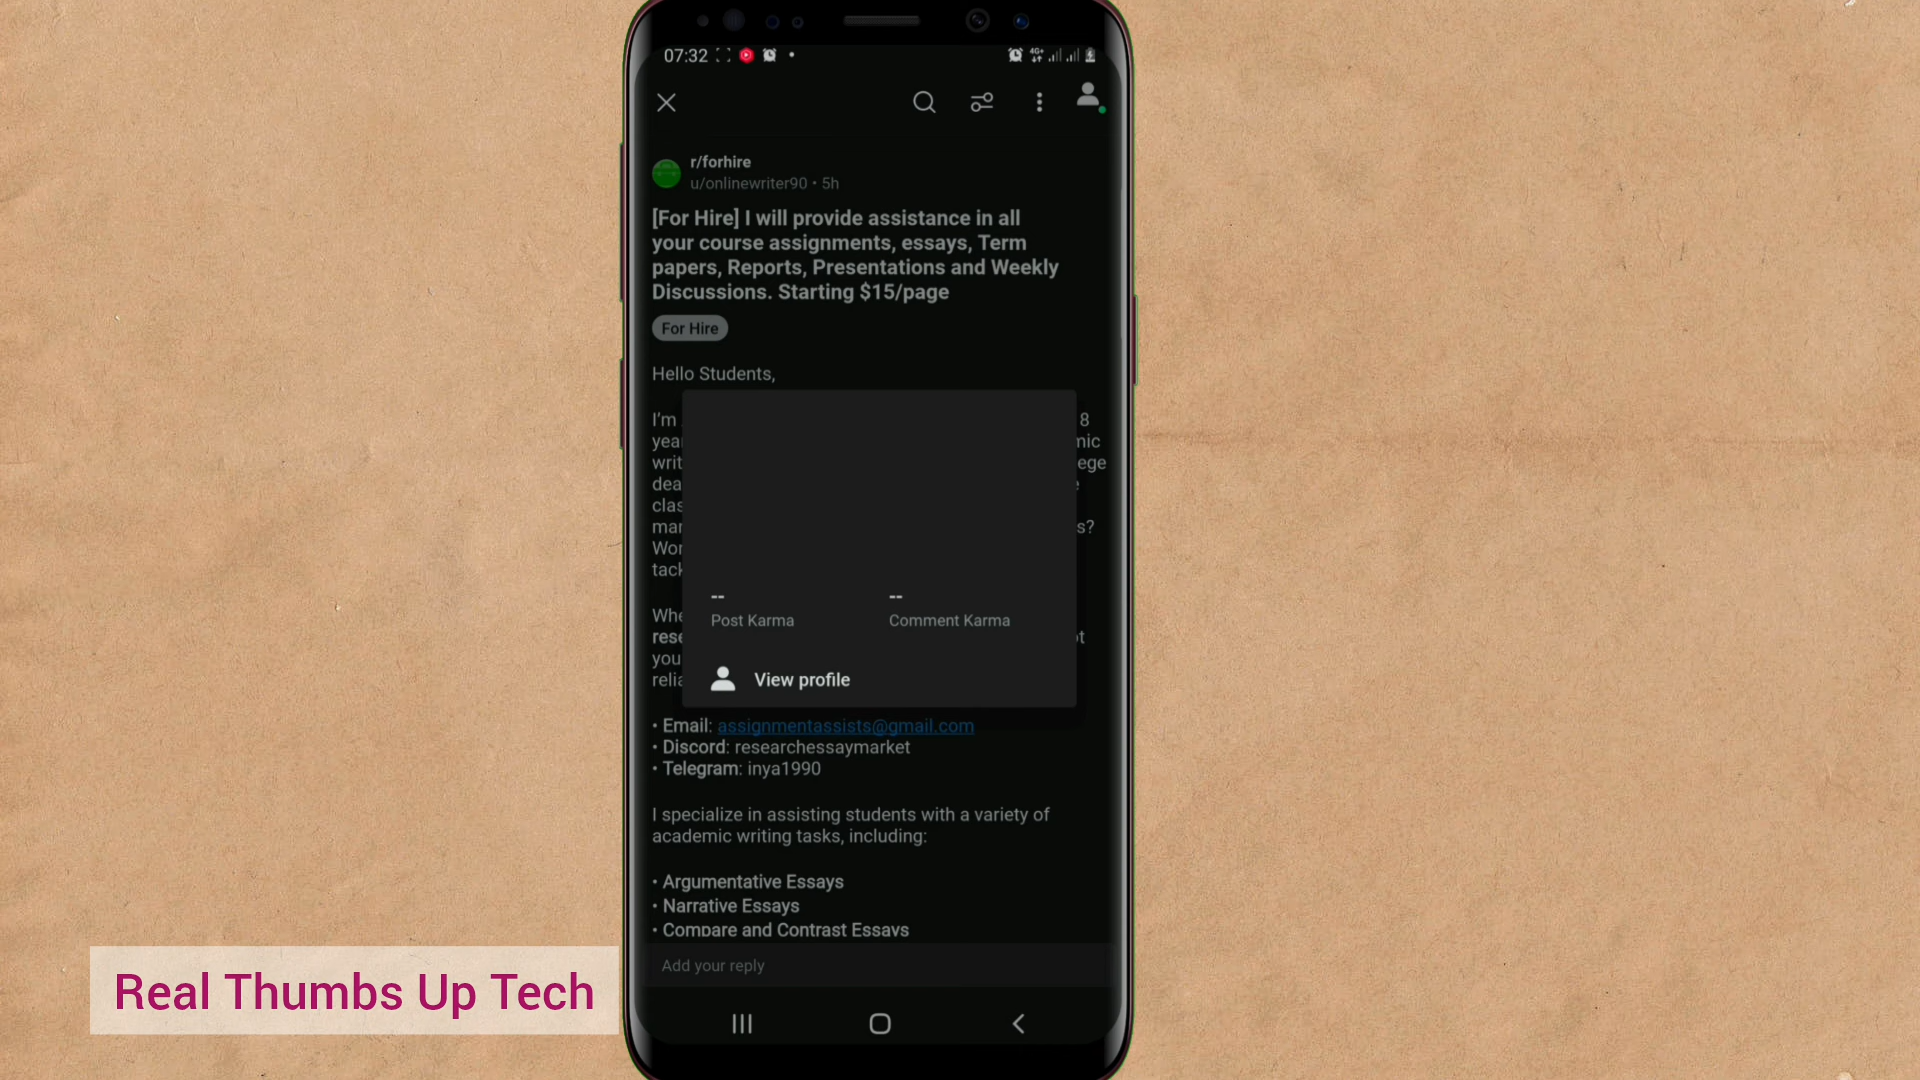 07:32
4G+
r/forhire
u/onlinewriter90 • 5h
[For Hire] I will provide assistance in all
your course assignments, essays, Term
papers, Reports, Presentations and Weekly
Discussions. Starting $15/page
For Hire
Hello Students,
I'm 8
year
writ
dea
clas
mar s?
Wor
tack
Whe
rese
you
relia
--
Post Karma
--
Comment Karma
View profile
• Email: assignmentassists@gmail.com
• Discord: researchessaymarket
• Telegram: inya1990
I specialize in assisting students with a variety of
academic writing tasks, including:
• Argumentative Essays
• Narrative Essays
• Compare and Contrast Essays
Add your reply
Real Thumbs Up Tech